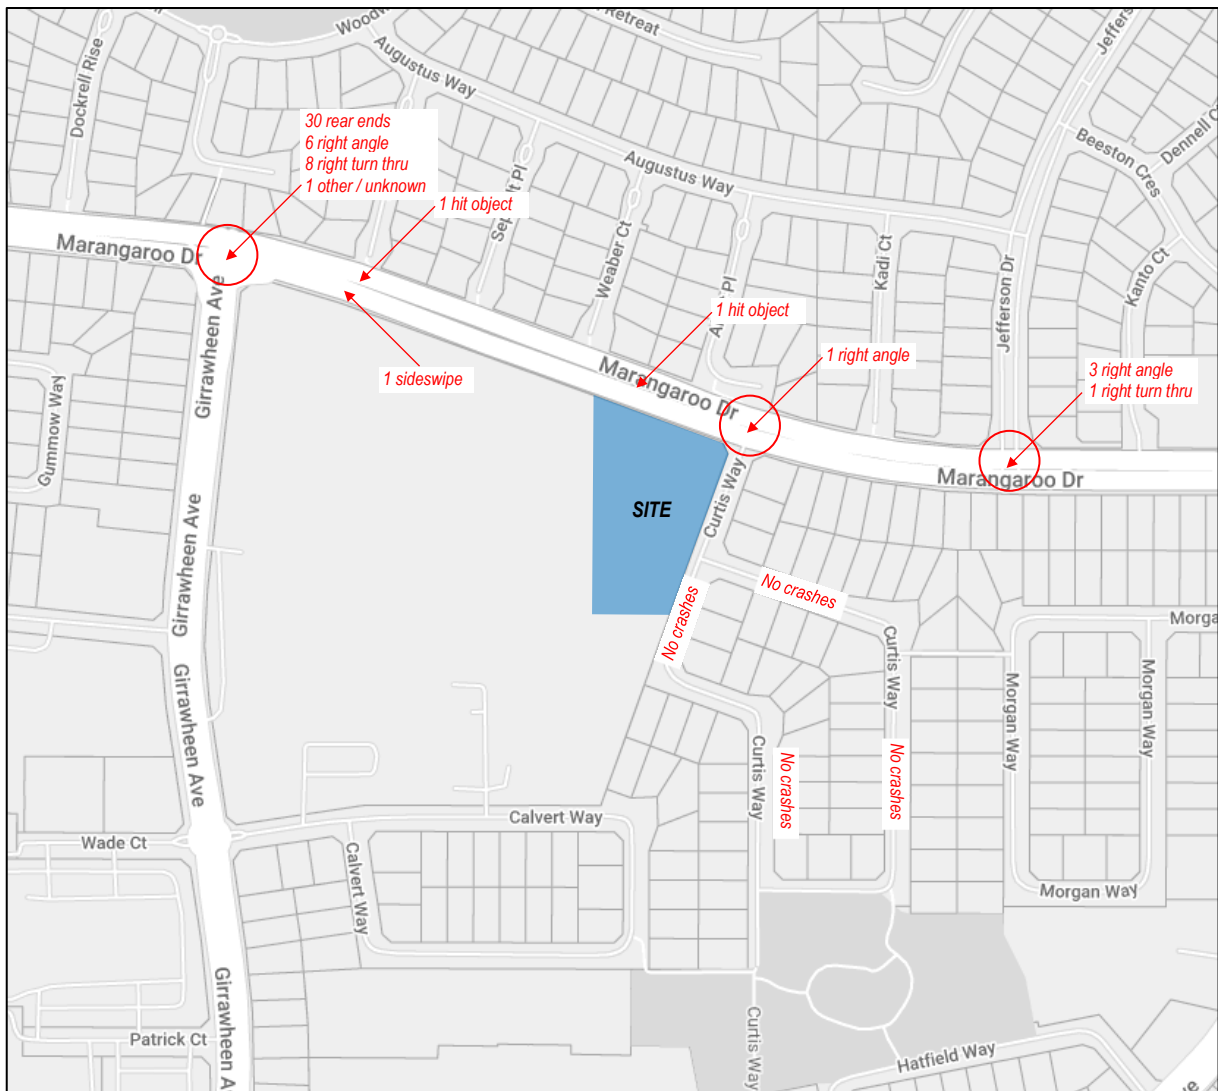 Woodw
Retreat
Jeffers
Dockrell Rise
Augustus Way
30 rear ends
6 right angle
8 right turn thru
1 other / unknown
Beeston Cres
Dennell C
Augustus Way
1 hit object
Weaber Ct
Kadi Ct
Jefferson Dr
Kanto Ct
Marangaroo Dr
Girrawheen Ave
1 hit object
1 sideswipe
1 right angle
3 right angle
1 right turn thru
Marangaroo Dr
Gummow Way
Marangaroo Dr
SITE
Curtis Way
Girrawheen Ave
No crashes
No crashes
Morga
Curtis Way
Girrawheen Ave
Morgan Way
Morgan Way
Curtis Way
No crashes
No crashes
Calvert Way
Wade Ct
Calvert Way
Morgan Way
Girrawheen A
Curtis Way
Patrick Ct
Hatfield Way